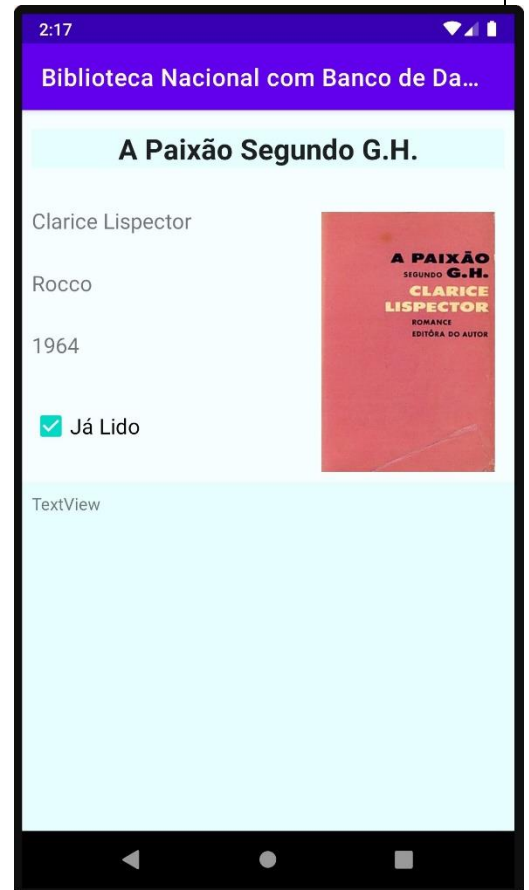 2:17
Biblioteca Nacional com Banco de Da...
A Paixão Segundo G.H.
Clarice Lispector
Rocco
1964
Já Lido
A PAIXÃO
SEGUNDO G.H.
CLARICE
LISPECTOR
ROMANCE
EDITÔRA DO AUTOR
TextView